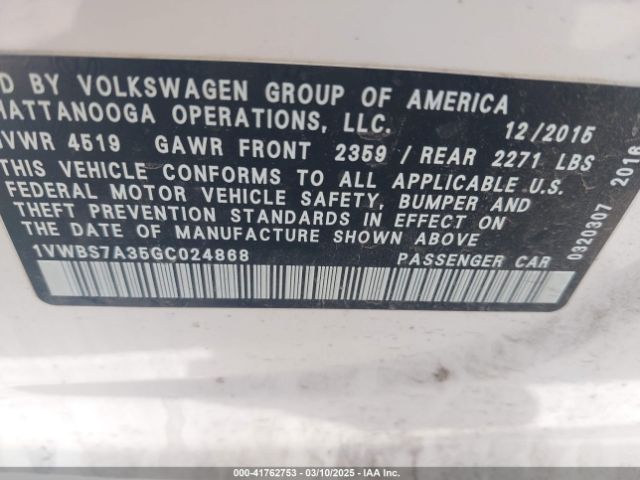 D BY VOLKSWAGEN GROUP OF AMERICA
HATTANOOGA OPERATIONS, LLC. 12/2015
VWR 4519 GAWR FRONT 2359 / REAR 2271 LBS
THIS VEHICLE CONFORMS TO ALL APPLICABLE U.S.
FEDERAL MOTOR VEHICLE SAFETY, BUMPER AND
THEFT PREVENTION STANDARDS IN EFFECT ON
THE DATE OF MANUFACTURE SHOWN ABOVE
1VWBS7A35GC024868 PASSENGER CAR
0320307 2016
000-41762753 — 03/10/2025 — IAA Inc.